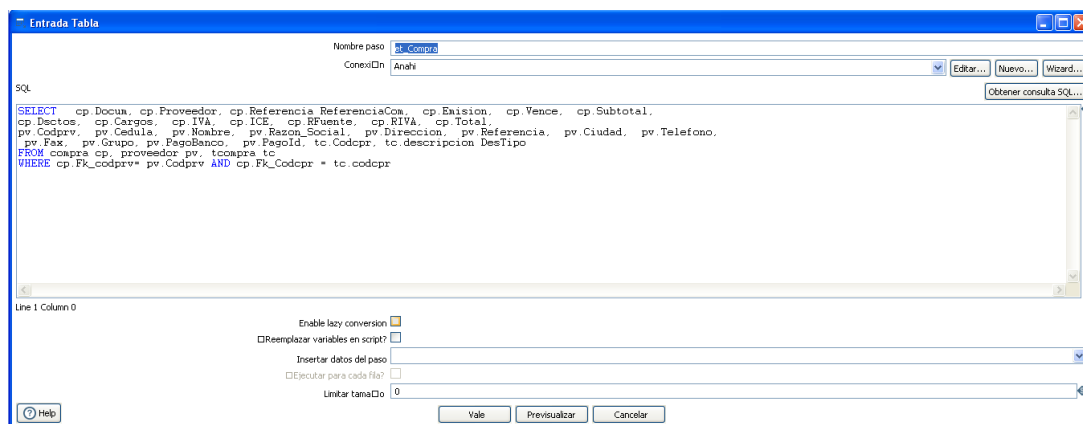 Entrada Tabla
Nombre paso et_Compra
Conexi□n Anahi Editar... Nuevo... Wizard...
SQL Obtener consulta SQL...
SELECT cp.Docum, cp.Proveedor, cp.Referencia ReferenciaCom, cp.Emision, cp.Vence, cp.Subtotal,
cp.Dsctos, cp.Cargos, cp.IVA, cp.ICE, cp.RFuente, cp.RIVA, cp.Total,
pv.Codprv, pv.Cedula, pv.Nombre, pv.Razon_Social, pv.Direccion, pv.Referencia, pv.Ciudad, pv.Telefono,
pv.Fax, pv.Grupo, pv.PagoBanco, pv.PagoId, tc.Codcpr, tc.descripcion DesTipo
FROM compra cp, proveedor pv, tcompra tc
WHERE cp.Fk_codprv= pv.Codprv AND cp.Fk_Codcpr = tc.codcpr
Line 1 Column 0
Enable lazy conversion
□Reemplazar variables en script?
Insertar datos del paso
□Ejecutar para cada fila?
Limitar tama□o 0
Help Vale Previsualizar Cancelar